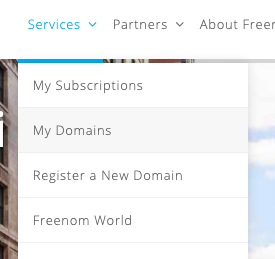 Services Partners About Freen
My Subscriptions
My Domains
Register a New Domain
Freenom World